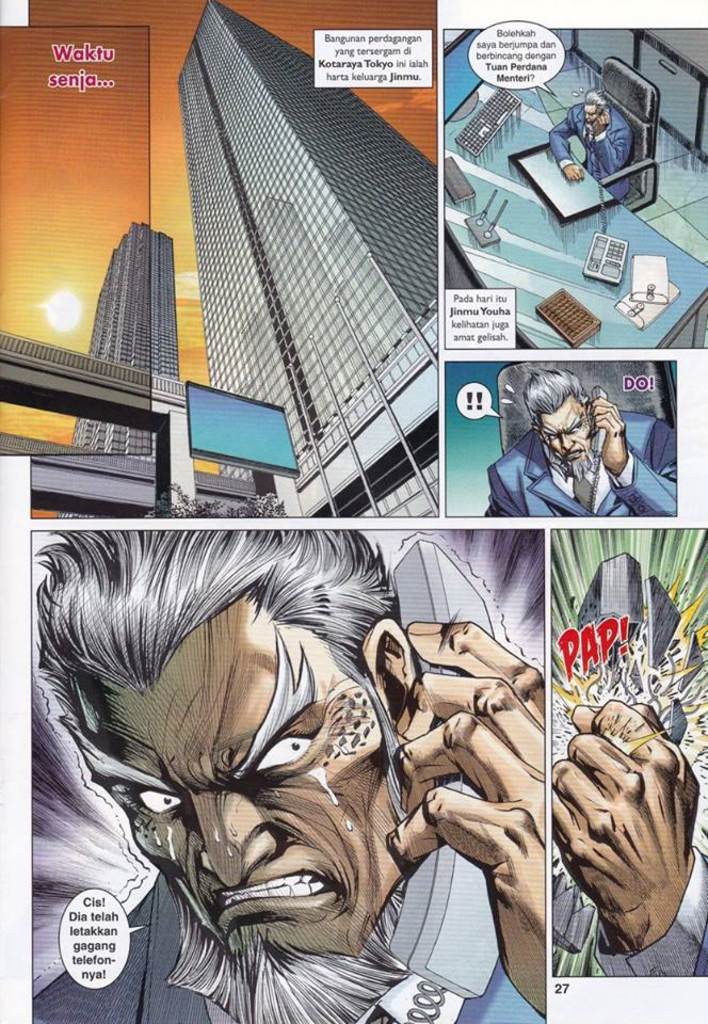 Waktu
senja...
Bangunan perdagangan
yang tersergam di
Kotaraya Tokyo ini ialah
harta keluarga Jinmu.
Bolehkah
saya berjumpa dan
berbincang dengan
Tuan Perdana
Menteri?
Pada hari itu
Jinmu Youha
kelihatan juga
amat gelisah.
!!
DO!
Cis!
Dia telah
letakkan
gagang
telefon-
nya!
PAP!
27